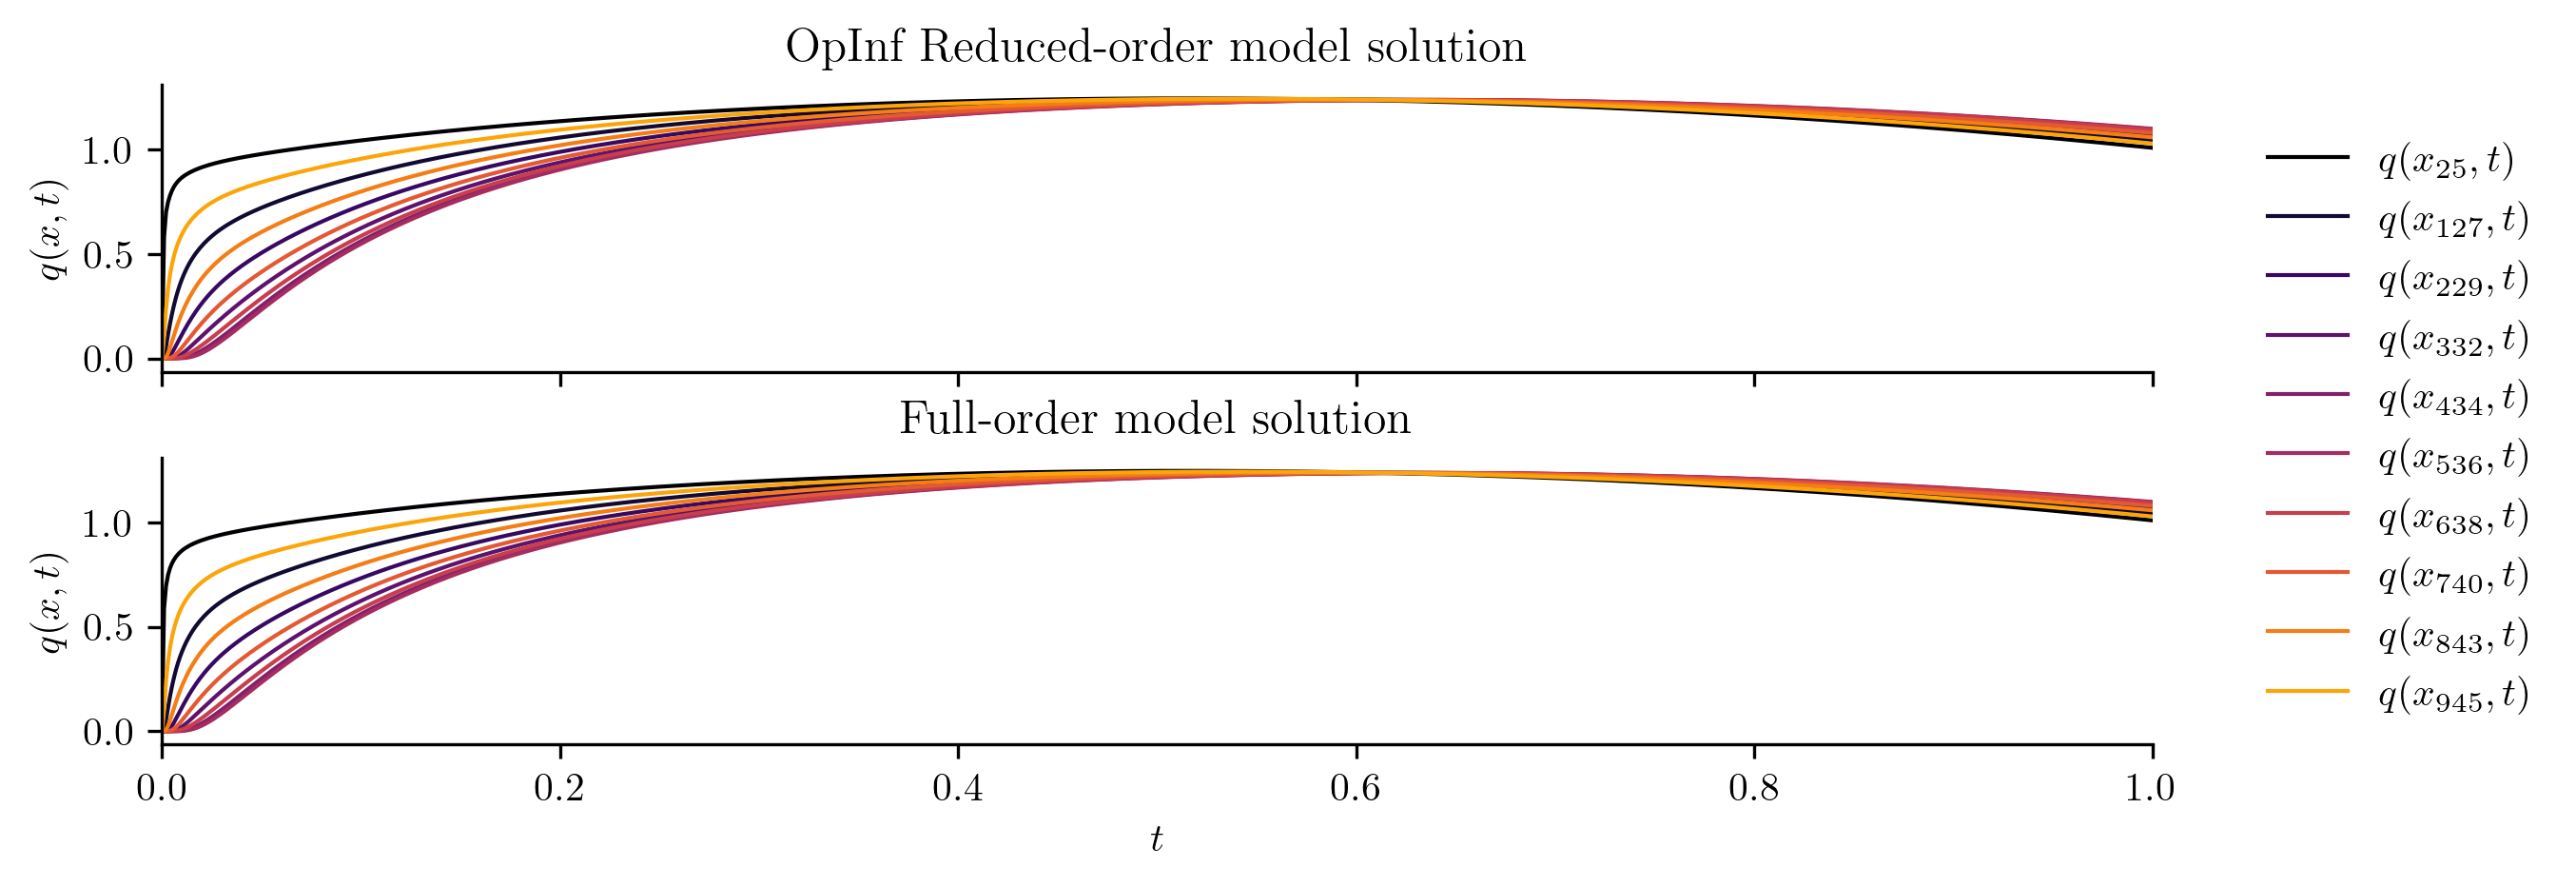 OpInf Reduced-order model solution
q(x, t)
1.0
0.5
0.0
Full-order model solution
q(x, t)
1.0
0.5
0.0
0.0 0.2 0.4 0.6 0.8 1.0
t
q(x₂₅, t)
q(x₁₂₇, t)
q(x₂₂₉, t)
q(x₃₃₂, t)
q(x₄₃₄, t)
q(x₅₃₆, t)
q(x₆₃₈, t)
q(x₇₄₀, t)
q(x₈₄₃, t)
q(x₉₄₅, t)